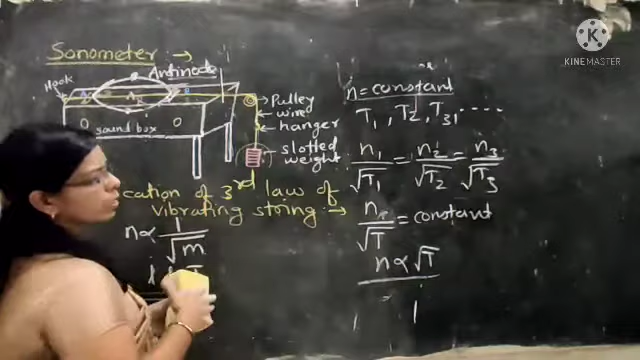 Sonometer →
Hook
Antinode
A
B
sound box
→ Pulley
→ wire
→ hanger
→ slotted weight
cation of 3rd law of
vibrating string: →
n ∝ 1/√m
n = constant
T1, T2, T3, ....
n1/√T1 = n2/√T2 = n3/√T3
n/√T = constant
n ∝ √T
KINEMASTER